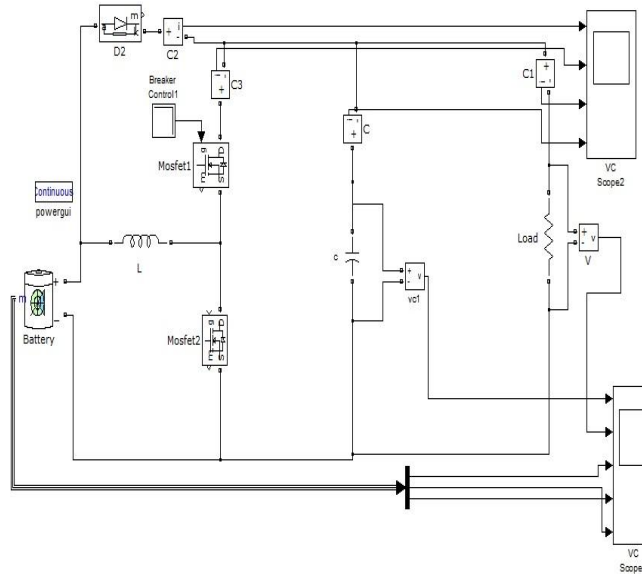 m
k
D2
+ i
-
C2
Breaker
Control1
C3
C1
C
VC
Scope2
g D
m S
Mosfet1
Continuous
powergui
L
Load
+ v
-
V
c
+ v
-
vc1
m
+
-
Battery
g D
m S
Mosfet2
VC
Scope